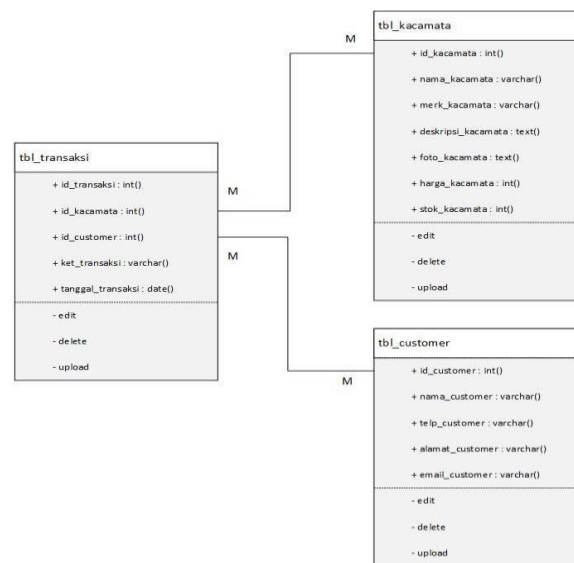 tbl_kacamata
M
+ id_kacamata : int()
+ nama_kacamata : varchar()
+ merk_kacamata : varchar()
+ deskripsi_kacamata : text()
+ foto_kacamata : text()
+ harga_kacamata : int()
+ stok_kacamata : int()
- edit
- delete
- upload
tbl_transaksi
+ id_transaksi : int()
+ id_kacamata : int()
+ id_customer : int()
+ ket_transaksi : varchar()
+ tanggal_transaksi : date()
- edit
- delete
- upload
M
M
tbl_customer
M
+ id_customer : int()
+ nama_customer : varchar()
+ telp_customer : varchar()
+ alamat_customer : varchar()
+ email_customer : varchar()
- edit
- delete
- upload